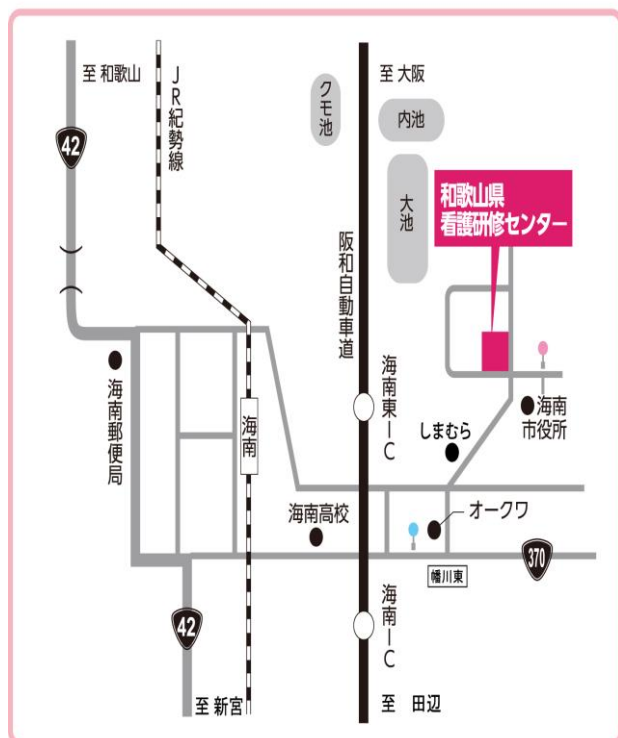 至 和歌山
JR紀勢線
42
クモ池
至 大阪
内池
大池
和歌山県
看護研修センター
阪和自動車道
海南郵便局
海南
海南東IC
しまむら
海南
市役所
海南高校
オークワ
幡川東
370
42
海南IC
至 新宮
至 田辺